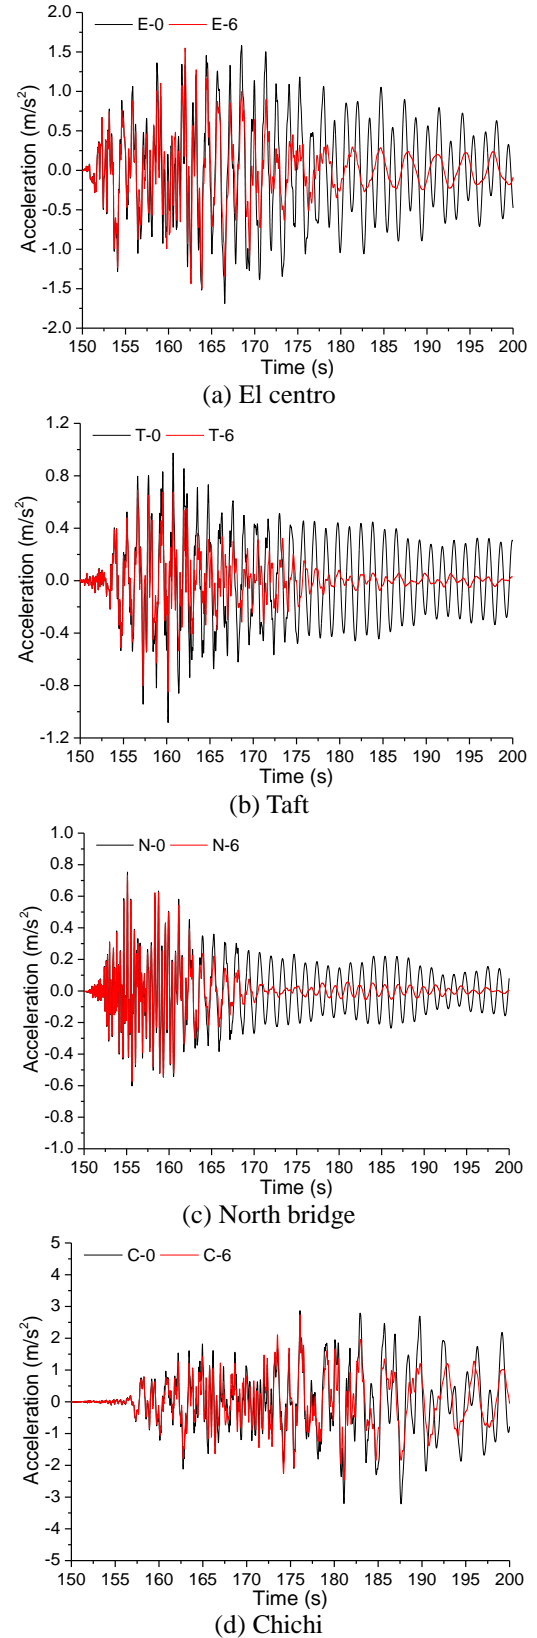 E-0 E-6
2.0
1.5
1.0
0.5
0.0
-0.5
-1.0
-1.5
-2.0
Acceleration (m/s²)
150 155 160 165 170 175 180 185 190 195 200
Time (s)
(a) El centro
T-0 T-6
1.2
0.8
0.4
0.0
-0.4
-0.8
-1.2
Acceleration (m/s²)
150 155 160 165 170 175 180 185 190 195 200
Time (s)
(b) Taft
N-0 N-6
1.0
0.8
0.6
0.4
0.2
0.0
-0.2
-0.4
-0.6
-0.8
-1.0
Acceleration (m/s²)
150 155 160 165 170 175 180 185 190 195 200
Time (s)
(c) North bridge
C-0 C-6
5
4
3
2
1
0
-1
-2
-3
-4
-5
Acceleration (m/s²)
150 155 160 165 170 175 180 185 190 195 200
Time (s)
(d) Chichi